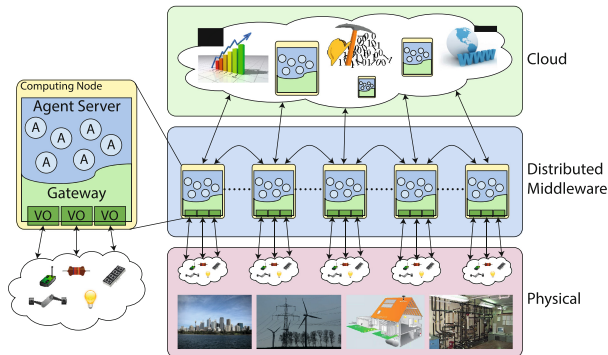 Cloud
WWW
Computing Node
Agent Server
A
A
A
A
A
A
Gateway
VO VO VO
Distributed
Middleware
Physical